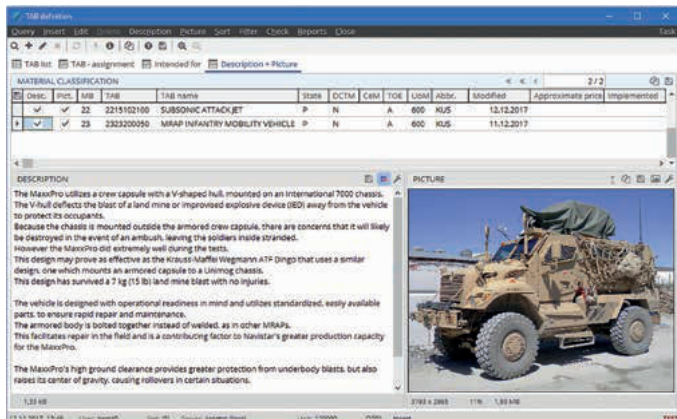 TAB definition
Query Insert Edit Delete Description Picture Sort Filter Check Reports Close Task
TAB list TAB - assignment Intended for Description + Picture
MATERIAL CLASSIFICATION 2 / 2
Desc. Pict. MB TAB TAB name State DCTM CeM TOE UoM Abbr. Modified Approximate price Implemented
22 2215102100 SUBSONIC ATTACK JET P N A 600 KUS 12.12.2017
23 2323200050 MRAP INFANTRY MOBILITY VEHICLE P N A 600 KUS 11.12.2017
DESCRIPTION
The MaxxPro utilizes a crew capsule with a V-shaped hull, mounted on an International 7000 chassis.
The V-hull deflects the blast of a land mine or improvised explosive device (IED) away from the vehicle
to protect its occupants.
Because the chassis is mounted outside the armored crew capsule, there are concerns that it will likely
be destroyed in the event of an ambush, leaving the soldiers inside stranded.
However the MaxxPro did extremely well during the tests.
This design may prove as effective as the Krauss-Maffei Wegmann ATF Dingo that uses a similar
design, one which mounts an armored capsule to a Unimog chassis.
This design has survived a 7 kg (15 lb) land mine blast with no injuries.
The vehicle is designed with operational readiness in mind and utilizes standardized, easily available
parts, to ensure rapid repair and maintenance.
The armored body is bolted together instead of welded, as in other MRAPs.
This facilitates repair in the field and is a contributing factor to Navistar's greater production capacity
for the MaxxPro.
The MaxxPro's high ground clearance provides greater protection from underbody blasts, but also
raises its center of gravity, causing rollovers in certain situations.
1,33 kB
PICTURE
11%